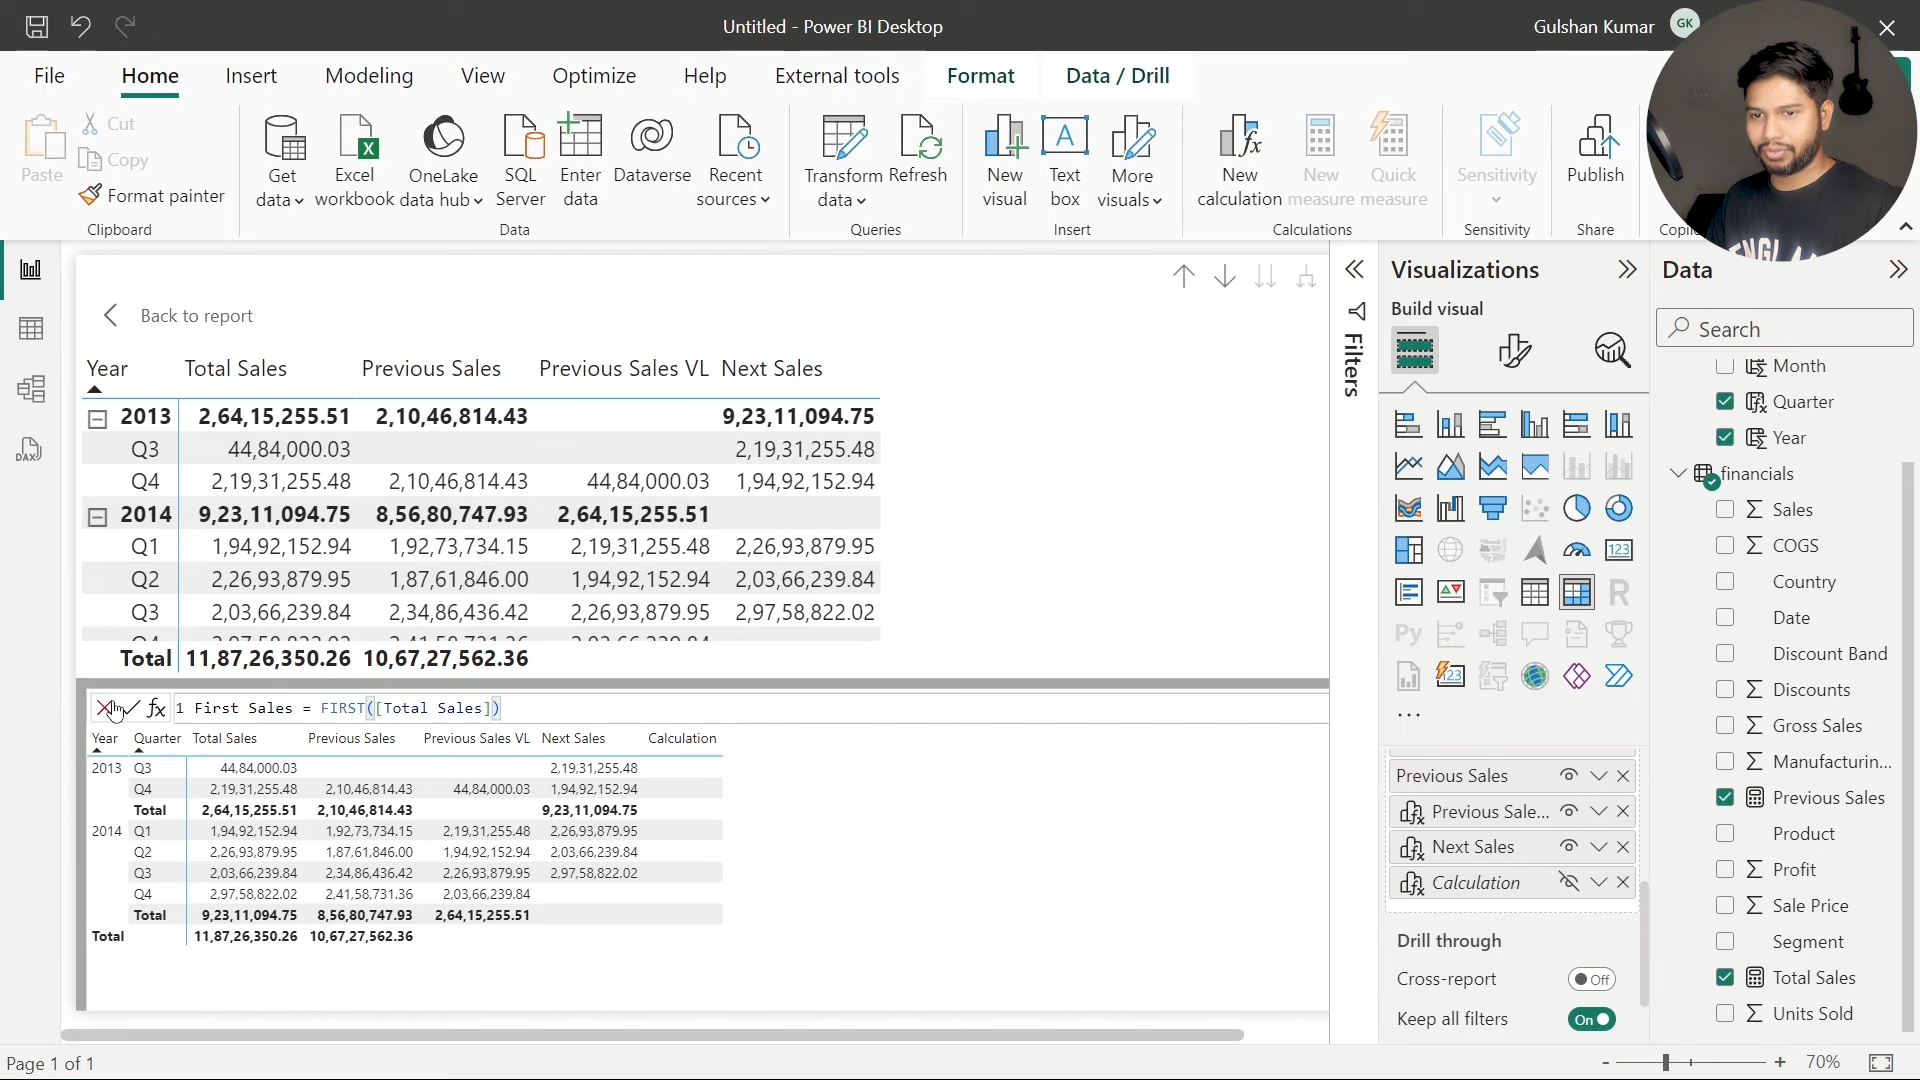 Untitled - Power BI Desktop
Gulshan Kumar
GK
File
Home
Insert
Modeling
View
Optimize
Help
External tools
Format
Data / Drill
Paste
Cut
Copy
Format painter
Clipboard
Get data
Excel workbook
OneLake data hub
SQL Server
Enter data
Dataverse
Recent sources
Data
Transform data
Refresh
Queries
New visual
Text box
More visuals
Insert
New calculation
New measure
Quick measure
Calculations
Sensitivity
Sensitivity
Publish
Share
Back to report
Year Total Sales Previous Sales Previous Sales VL Next Sales
2013 2,64,15,255.51 2,10,46,814.43 9,23,11,094.75
Q3 44,84,000.03 2,19,31,255.48
Q4 2,19,31,255.48 2,10,46,814.43 44,84,000.03 1,94,92,152.94
2014 9,23,11,094.75 8,56,80,747.93 2,64,15,255.51
Q1 1,94,92,152.94 1,92,73,734.15 2,19,31,255.48 2,26,93,879.95
Q2 2,26,93,879.95 1,87,61,846.00 1,94,92,152.94 2,03,66,239.84
Q3 2,03,66,239.84 2,34,86,436.42 2,26,93,879.95 2,97,58,822.02
Total 11,87,26,350.26 10,67,27,562.36
1 First Sales = FIRST([Total Sales])
Year Quarter Total Sales Previous Sales Previous Sales VL Next Sales Calculation
2013 Q3 44,84,000.03 2,19,31,255.48
Q4 2,19,31,255.48 2,10,46,814.43 44,84,000.03 1,94,92,152.94
Total 2,64,15,255.51 2,10,46,814.43 9,23,11,094.75
2014 Q1 1,94,92,152.94 1,92,73,734.15 2,19,31,255.48 2,26,93,879.95
Q2 2,26,93,879.95 1,87,61,846.00 1,94,92,152.94 2,03,66,239.84
Q3 2,03,66,239.84 2,34,86,436.42 2,26,93,879.95 2,97,58,822.02
Q4 2,97,58,822.02 2,41,58,731.36 2,03,66,239.84
Total 9,23,11,094.75 8,56,80,747.93 2,64,15,255.51
Total 11,87,26,350.26 10,67,27,562.36
Filters
Visualizations
Build visual
123
R
Py
123
...
Previous Sales
Previous Sale...
Next Sales
Calculation
Drill through
Cross-report
Off
Keep all filters
On
Data
Search
Month
Quarter
Year
financials
Sales
COGS
Country
Date
Discount Band
Discounts
Gross Sales
Manufacturin...
Previous Sales
Product
Profit
Sale Price
Segment
Total Sales
Units Sold
DAX
Page 1 of 1
- + 70%